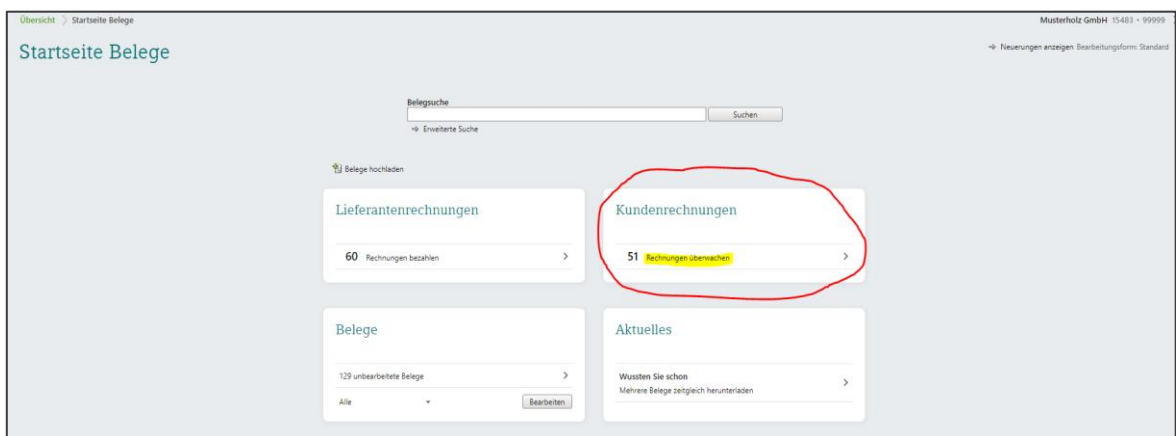 Übersicht > Startseite Belege
Musterholz GmbH 15483 - 99999
Startseite Belege
Neuerungen anzeigen Bearbeitungsform: Standard
Belegsuche
Suchen
Erweiterte Suche
Belege hochladen
Lieferantenrechnungen
60 Rechnungen bezahlen >
Kundenrechnungen
51 Rechnungen überwachen >
Belege
129 unbearbeitete Belege >
Alle
Bearbeiten
Aktuelles
Wussten Sie schon
Mehrere Belege zeitgleich herunterladen >